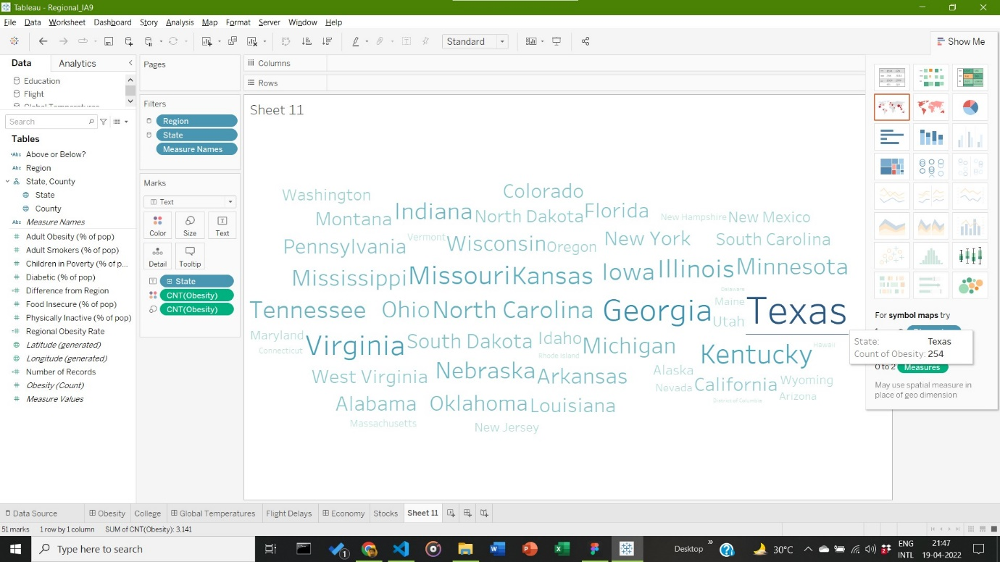 Tableau - Regional_IA9
File Data Worksheet Dashboard Story Analysis Map Format Server Window Help
Standard
Show Me
Data Analytics
Education
Flight
Global Temperatures
Search
Tables
Abc Above or Below?
Abc Region
State, County
State
County
Abc Measure Names
Adult Obesity (% of pop)
Adult Smokers (% of pop)
Children in Poverty (% of p...
Diabetic (% of pop)
Difference from Region
Food Insecure (% of pop)
Physically Inactive (% of pop)
Regional Obesity Rate
Latitude (generated)
Longitude (generated)
Number of Records
Obesity (Count)
Measure Values
Pages
Filters
Region
State
Measure Names
Marks
Text
Color Size Text
Detail Tooltip
State
CNT(Obesity)
CNT(Obesity)
Columns
Rows
Sheet 11
Washington Colorado
Montana Indiana North Dakota Florida New Hampshire New Mexico
Pennsylvania Vermont Wisconsin Oregon New York South Carolina
Mississippi Missouri Kansas Iowa Illinois Minnesota
Delaware
Tennessee Ohio North Carolina Georgia Maine Utah Texas
Maryland Connecticut Virginia South Dakota Idaho Rhode Island Michigan Kentucky Hawaii
West Virginia Nebraska Arkansas Alaska Nevada California Wyoming
Alabama Oklahoma Louisiana District of Columbia Arizona
Massachusetts New Jersey
State: Texas
Count of Obesity: 254
For symbol maps try
0 to 2 Measures
May use spatial measure in
place of geo dimension
Data Source Obesity College Global Temperatures Flight Delays Economy Stocks Sheet 11
51 marks 1 row by 1 column SUM of CNT(Obesity): 3,141
Type here to search
1
Desktop
30°C
ENG
INTL
21:47
19-04-2022